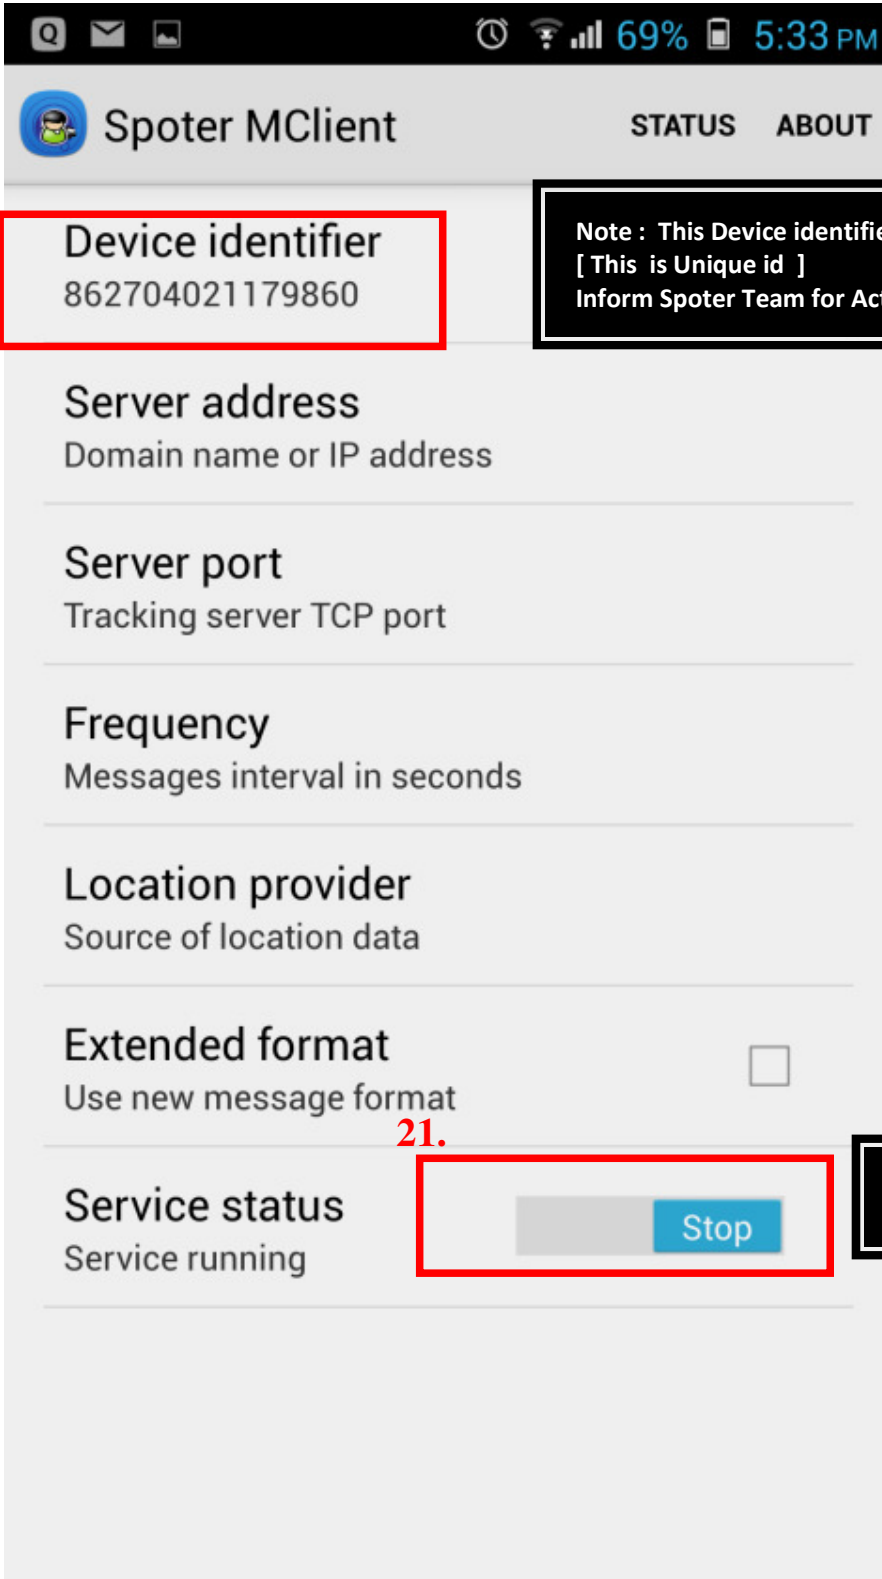 Q 69% 5:33 PM
Spoter MClient STATUS ABOUT
Device identifier
862704021179860
Note : This Device identifie
[ This is Unique id ]
Inform Spoter Team for Act
Server address
Domain name or IP address
Server port
Tracking server TCP port
Frequency
Messages interval in seconds
Location provider
Source of location data
Extended format
Use new message format
21.
Service status
Stop
Service running